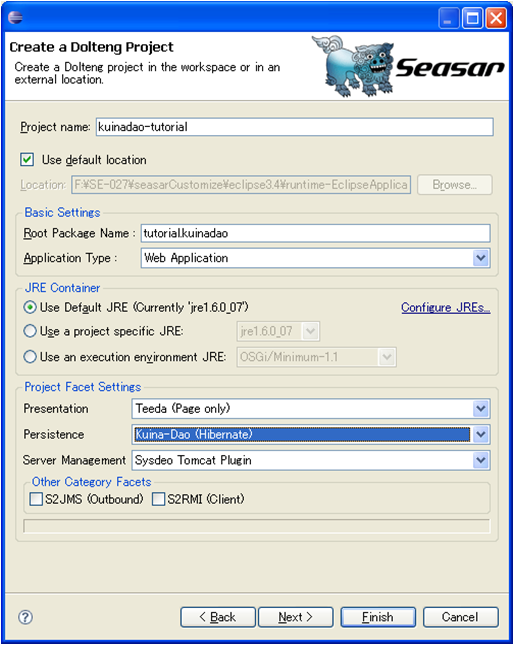 Create a Dolteng Project
Create a Dolteng project in the workspace or in an
external location.
Seasar
Project name: kuinadao-tutorial
Use default location
Location: F:¥SE-027¥seasarCustomize¥eclipse3.4¥runtime-EclipseApplica Browse...
Basic Settings
Root Package Name : tutorial.kuinadao
Application Type : Web Application
JRE Container
Use Default JRE (Currently 'jre1.6.0_07') Configure JREs...
Use a project specific JRE: jre1.6.0_07
Use an execution environment JRE: OSGi/Minimum-1.1
Project Facet Settings
Presentation Teeda (Page only)
Persistence Kuina-Dao (Hibernate)
Server Management Sysdeo Tomcat Plugin
Other Category Facets
S2JMS (Outbound) S2RMI (Client)
? < Back Next > Finish Cancel